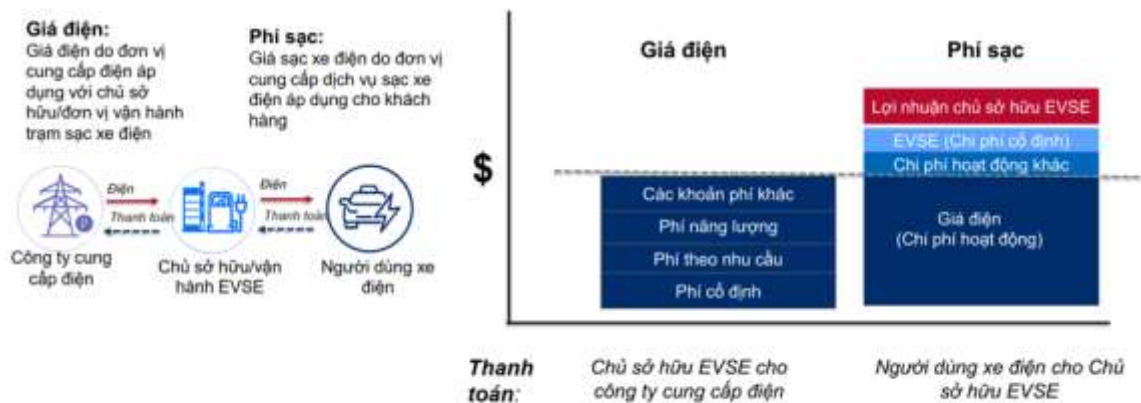 Giá điện:
Giá điện do đơn vị
cung cấp điện áp
dụng với chủ sở
hữu/đơn vị vận hành
trạm sạc xe điện
Phí sạc:
Giá sạc xe điện do đơn vị
cung cấp dịch vụ sạc xe
điện áp dụng cho khách
hàng
Điện
Thanh toán
Điện
Thanh toán
Công ty cung
cấp điện
Chủ sở hữu/vận
hành EVSE
Người dùng xe
điện
$
Giá điện
Phí sạc
Lợi nhuận chủ sở hữu EVSE
EVSE (Chi phí cố định)
Chi phí hoạt động khác
Các khoản phí khác
Phí năng lượng
Phí theo nhu cầu
Phí cố định
Giá điện
(Chi phí hoạt động)
Thanh
toán:
Chủ sở hữu EVSE cho
công ty cung cấp điện
Người dùng xe điện cho Chủ
sở hữu EVSE